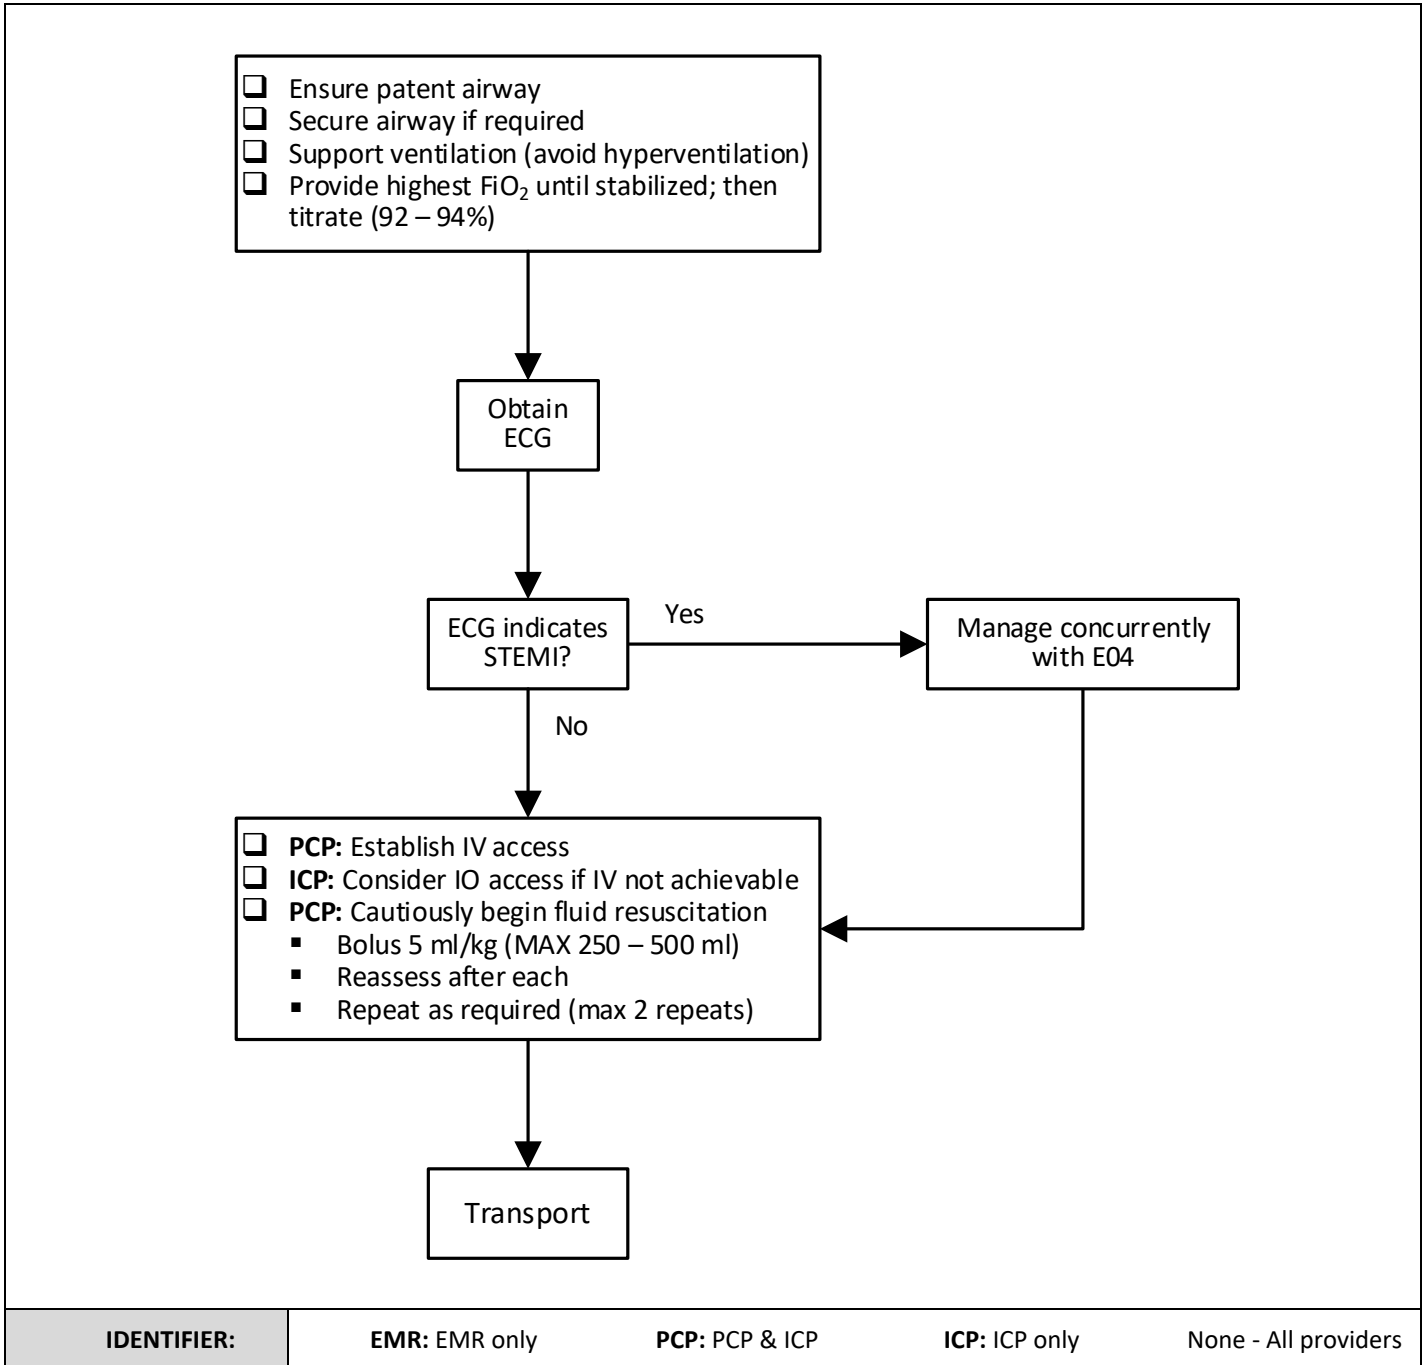 ❑ Ensure patent airway
❑ Secure airway if required
❑ Support ventilation (avoid hyperventilation)
❑ Provide highest FiO₂ until stabilized; then
titrate (92 – 94%)
Obtain
ECG
ECG indicates
STEMI?
Yes
Manage concurrently
with E04
No
❑ PCP: Establish IV access
❑ ICP: Consider IO access if IV not achievable
❑ PCP: Cautiously begin fluid resuscitation
▪ Bolus 5 ml/kg (MAX 250 – 500 ml)
▪ Reassess after each
▪ Repeat as required (max 2 repeats)
Transport
IDENTIFIER: EMR: EMR only PCP: PCP & ICP ICP: ICP only None - All providers